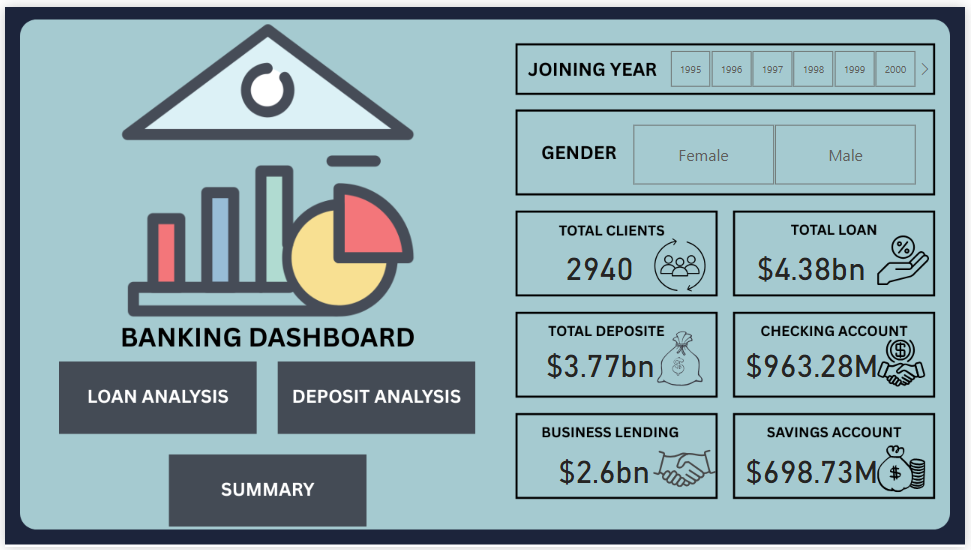 BANKING DASHBOARD
LOAN ANALYSIS
DEPOSIT ANALYSIS
SUMMARY
JOINING YEAR 1995 1996 1997 1998 1999 2000
GENDER Female Male
TOTAL CLIENTS
2940
TOTAL LOAN
$4.38bn
%
TOTAL DEPOSITE
$3.77bn
$
CHECKING ACCOUNT
$963.28M
$
BUSINESS LENDING
$2.6bn
SAVINGS ACCOUNT
$698.73M
$